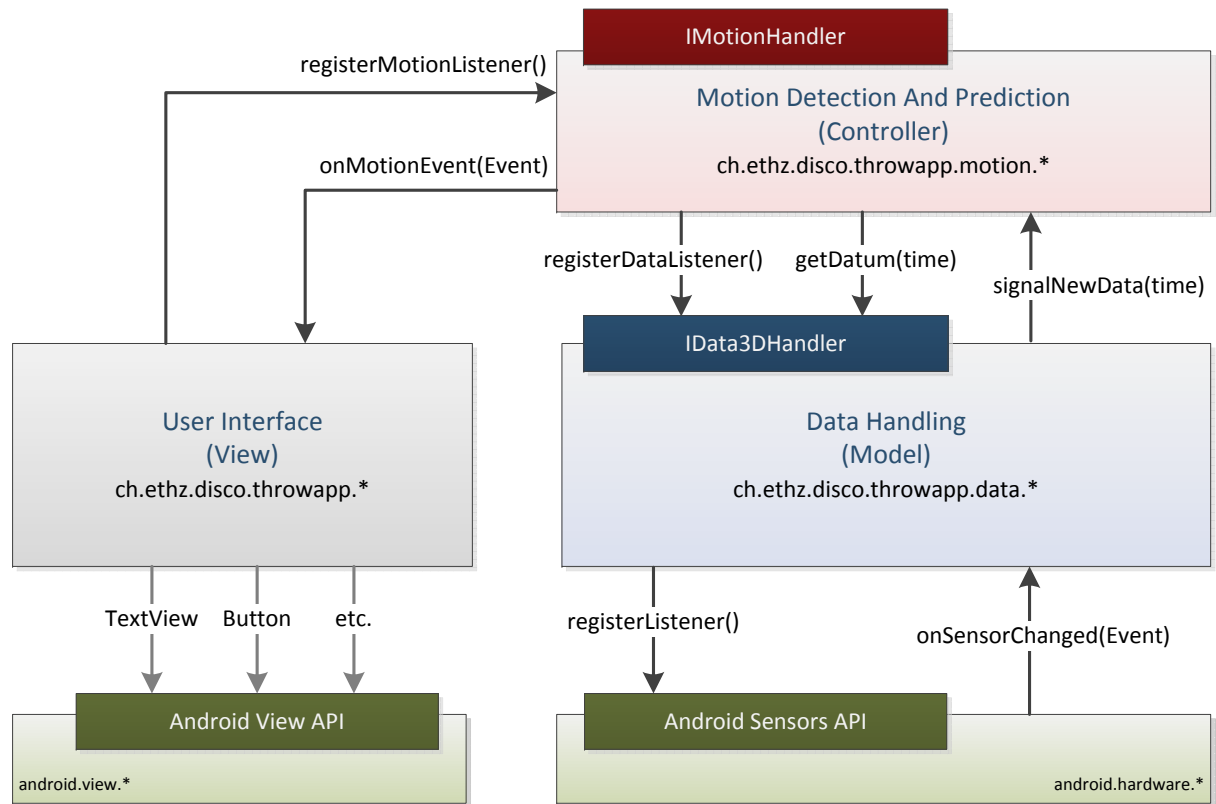 IMotionHandler
registerMotionListener()
Motion Detection And Prediction
(Controller)
ch.ethz.disco.throwapp.motion.*
onMotionEvent(Event)
registerDataListener()
getDatum(time)
signalNewData(time)
IData3DHandler
User Interface
(View)
ch.ethz.disco.throwapp.*
Data Handling
(Model)
ch.ethz.disco.throwapp.data.*
TextView
Button
etc.
registerListener()
onSensorChanged(Event)
Android View API
android.view.*
Android Sensors API
android.hardware.*